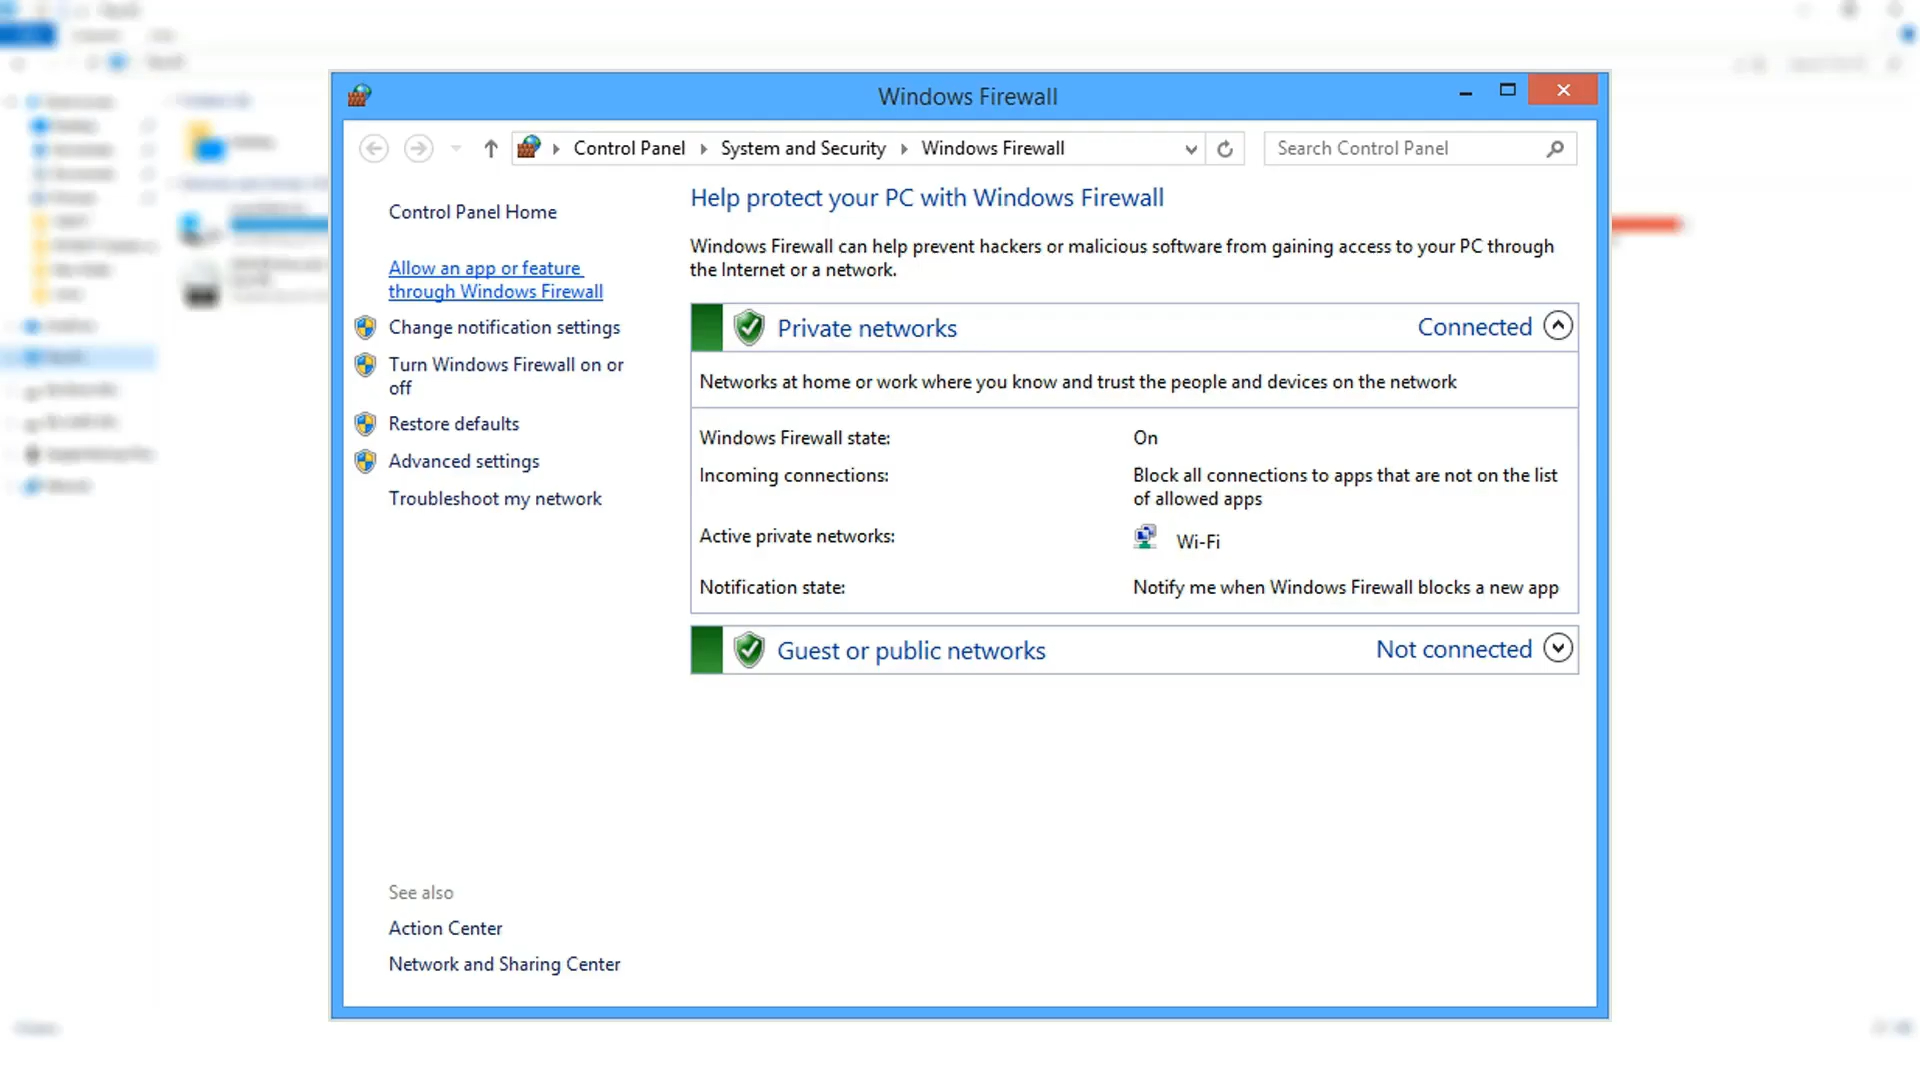 Windows Firewall
Control Panel System and Security Windows Firewall
Search Control Panel
Control Panel Home
Allow an app or feature
through Windows Firewall
Change notification settings
Turn Windows Firewall on or
off
Restore defaults
Advanced settings
Troubleshoot my network
See also
Action Center
Network and Sharing Center
Help protect your PC with Windows Firewall
Windows Firewall can help prevent hackers or malicious software from gaining access to your PC through
the Internet or a network.
Private networks Connected
Networks at home or work where you know and trust the people and devices on the network
Windows Firewall state: On
Incoming connections: Block all connections to apps that are not on the list
of allowed apps
Active private networks: Wi-Fi
Notification state: Notify me when Windows Firewall blocks a new app
Guest or public networks Not connected